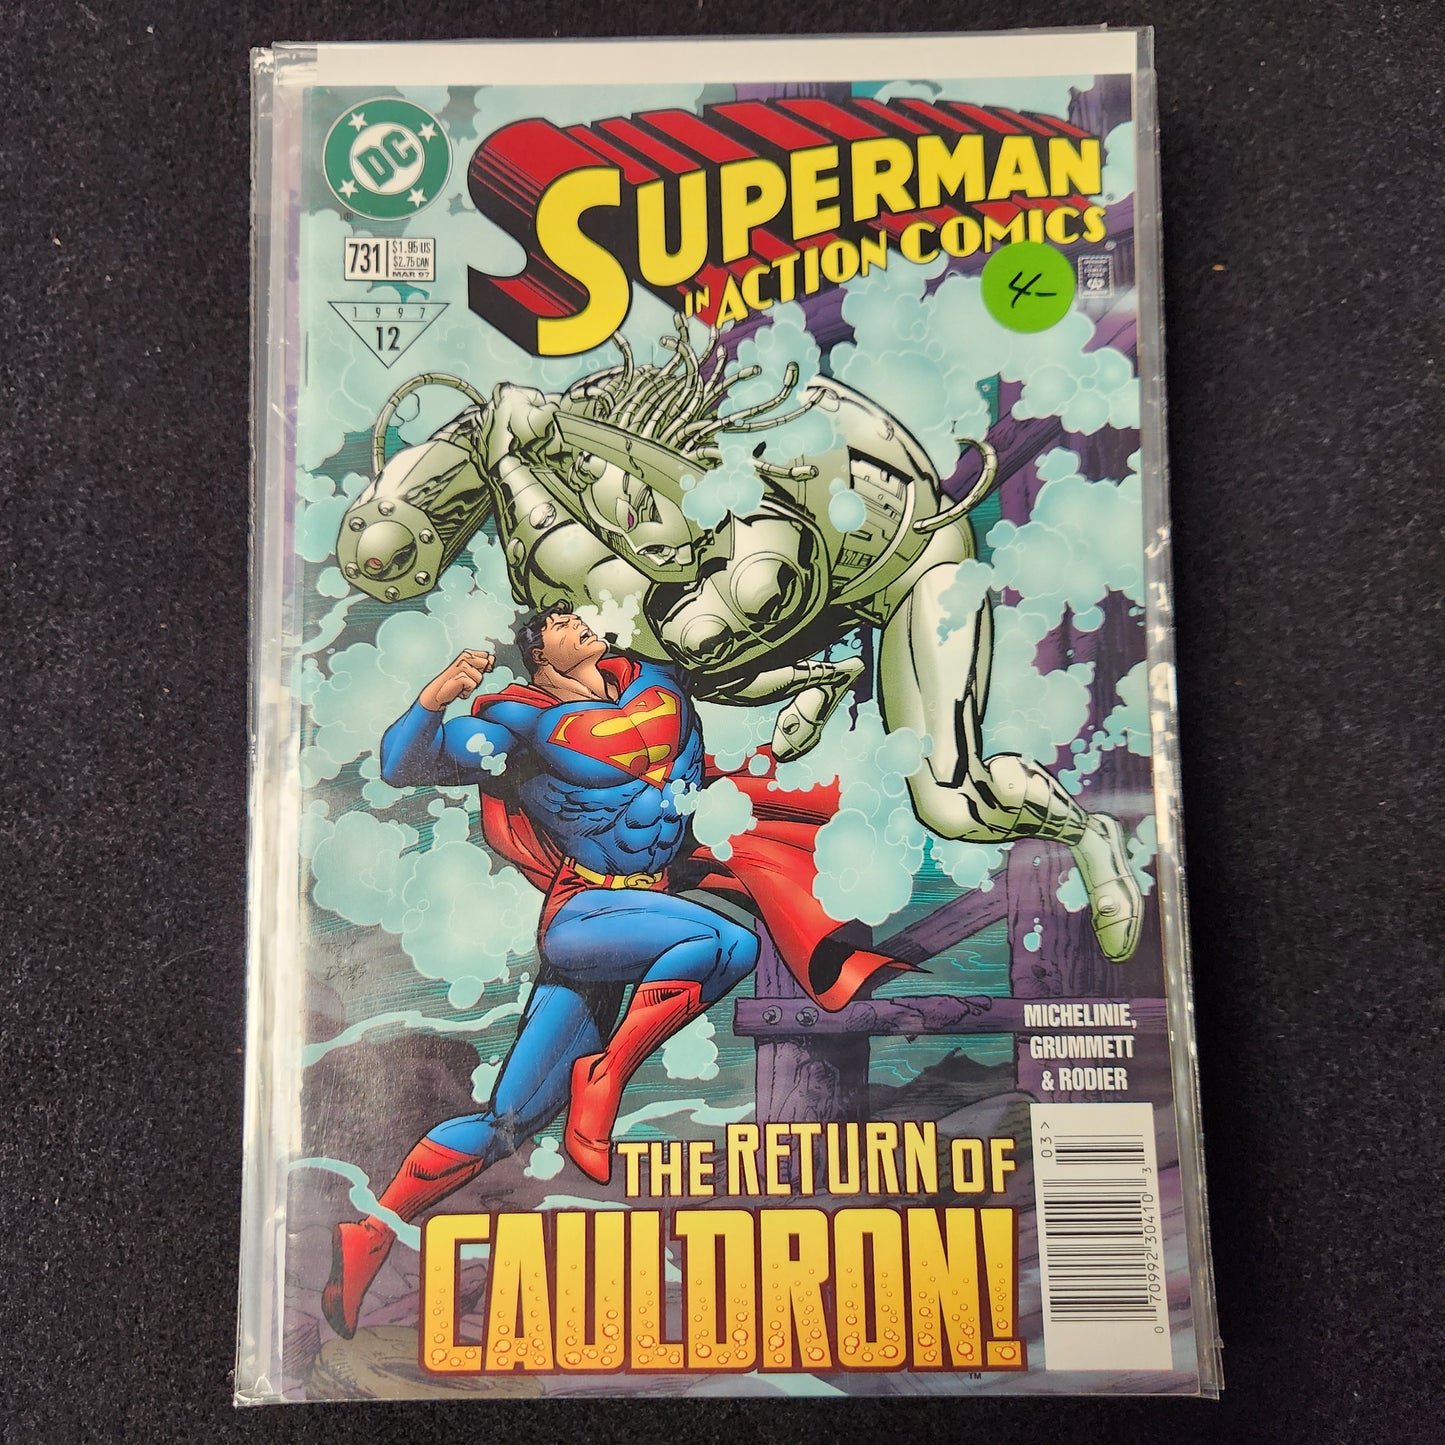 DC
SUPERMAN
IN ACTION COMICS
731
$1.95 US
$2.75 CAN
MAR 97
1997
12
4-
MICHELINIE,
GRUMMETT
& RODIER
THE RETURN OF
CAULDRON!
TM
03>
0 70992 30410 3